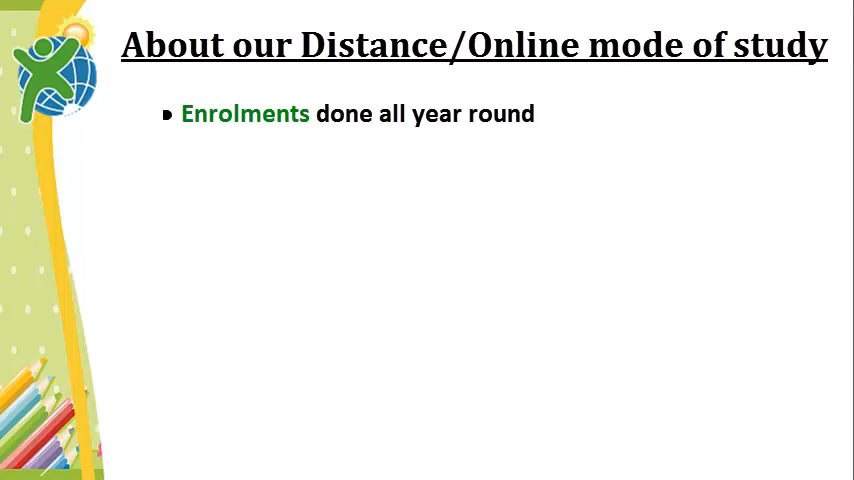 About our Distance/Online mode of study
• Enrolments done all year round